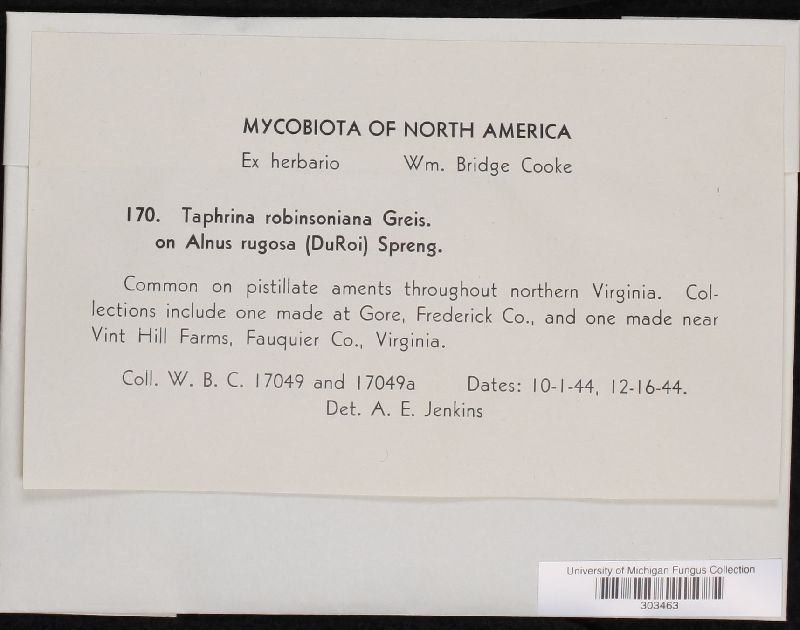 MYCOBIOTA OF NORTH AMERICA
Ex herbario Wm. Bridge Cooke
170. Taphrina robinsoniana Greis.
on Alnus rugosa (DuRoi) Spreng.
Common on pistillate aments throughout northern Virginia. Col-
lections include one made at Gore, Frederick Co., and one made near
Vint Hill Farms, Fauquier Co., Virginia.
Coll. W. B. C. 17049 and 17049a Dates: 10-1-44, 12-16-44.
Det. A. E. Jenkins
University of Michigan Fungus Collection
303463